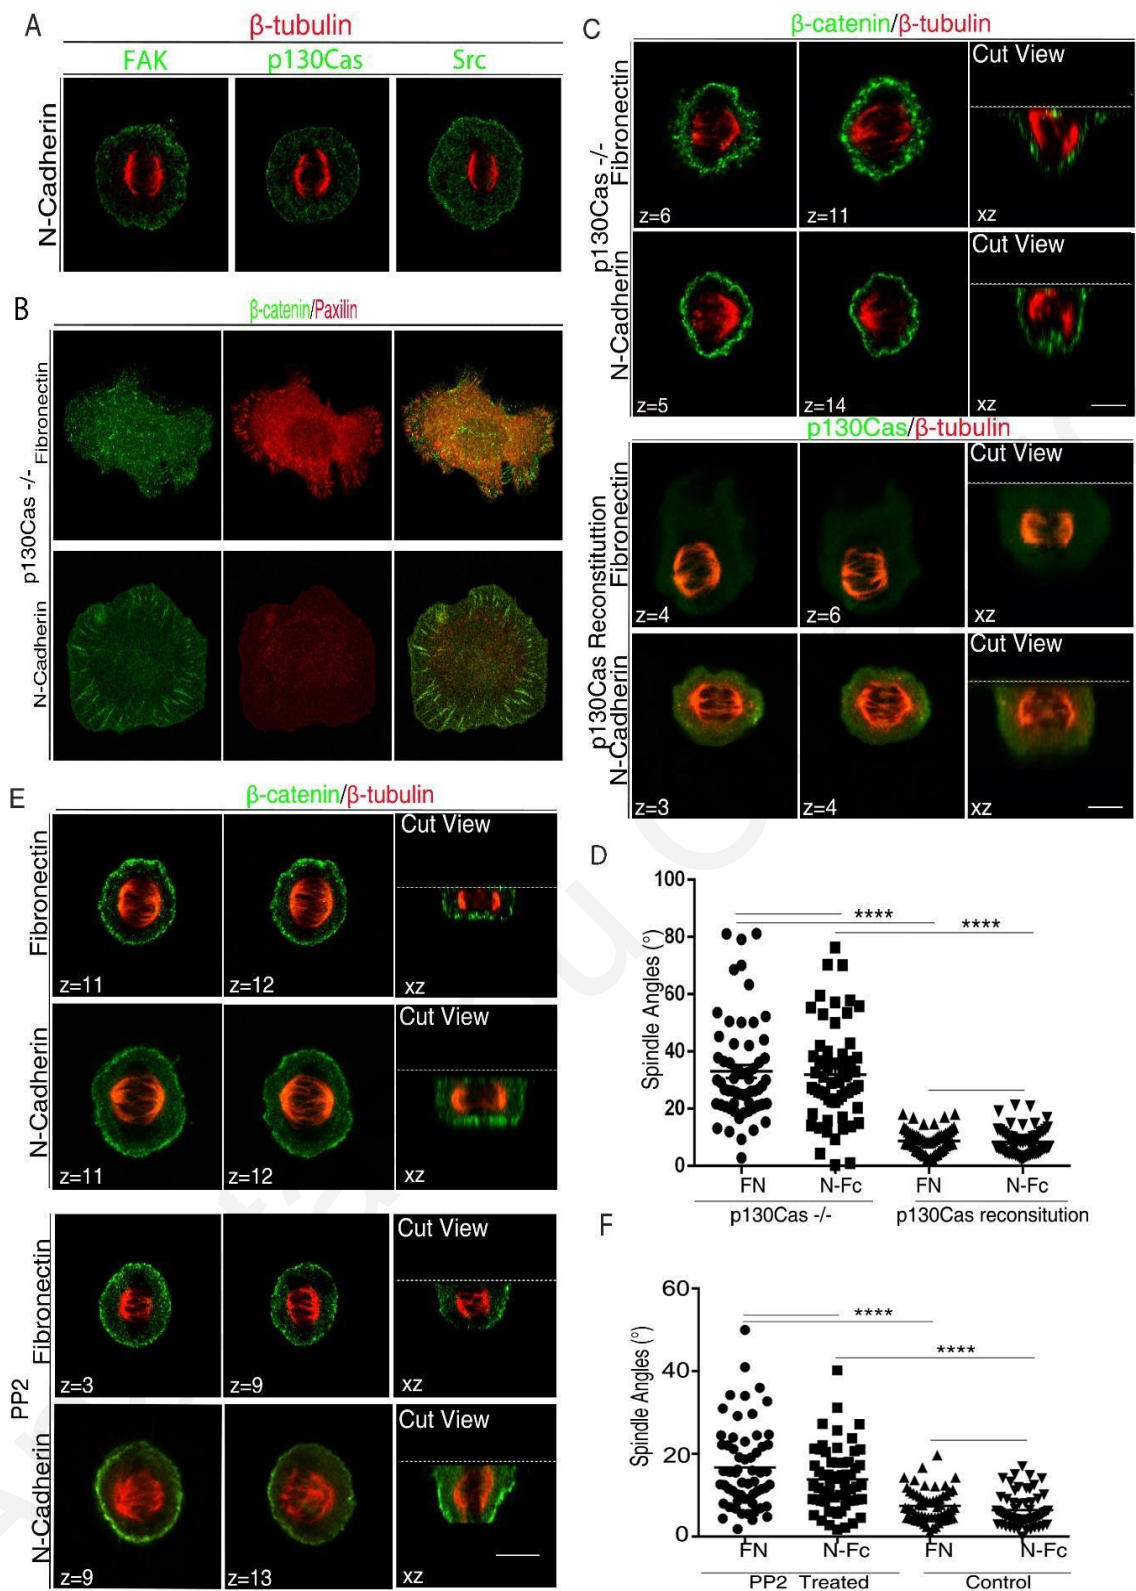 A
β-tubulin
FAK p130Cas Src
N-Cadherin
B
β-catenin/Paxilin
p130Cas -/-
Fibronectin
N-Cadherin
C
β-catenin/β-tubulin
p130Cas -/-
Fibronectin
z=6 z=11 Cut View xz
N-Cadherin
z=5 z=14 Cut View xz
p130Cas/β-tubulin
p130Cas Reconstitution
Fibronectin
z=4 z=6 Cut View xz
N-Cadherin
z=3 z=4 Cut View xz
E
β-catenin/β-tubulin
Fibronectin
z=11 z=12 Cut View xz
N-Cadherin
z=11 z=12 Cut View xz
PP2
Fibronectin
z=3 z=9 Cut View xz
N-Cadherin
z=9 z=13 Cut View xz
D
Spindle Angles (°)
100
80
60
40
20
0
**** ****
FN N-Fc FN N-Fc
p130Cas -/- p130Cas reconsitution
F
Spindle Angles (°)
60
40
20
0
**** ****
FN N-Fc FN N-Fc
PP2 Treated Control